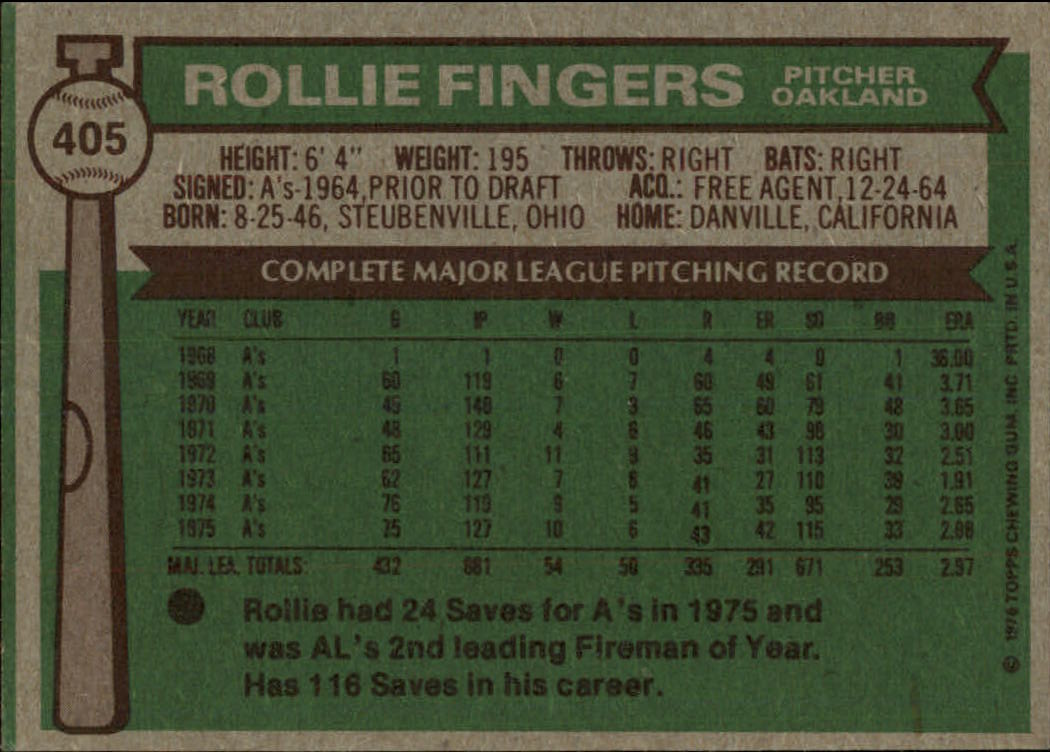 ROLLIE FINGERS PITCHER OAKLAND
405
HEIGHT: 6' 4" WEIGHT: 195 THROWS: RIGHT BATS: RIGHT
SIGNED: A's-1964, PRIOR TO DRAFT ACQ.: FREE AGENT, 12-24-64
BORN: 8-25-46, STEUBENVILLE, OHIO HOME: DANVILLE, CALIFORNIA
COMPLETE MAJOR LEAGUE PITCHING RECORD
YEAR CLUB G IP W L R ER SO BB ERA
1968 A's 1 1 0 0 4 4 0 1 36.00
1969 A's 60 119 6 7 60 49 61 41 3.71
1970 A's 45 148 7 9 65 60 79 48 3.65
1971 A's 48 129 4 6 46 43 98 30 3.00
1972 A's 65 111 11 9 35 31 113 32 2.51
1973 A's 62 127 7 8 41 27 110 39 1.91
1974 A's 76 119 9 5 41 35 95 29 2.65
1975 A's 75 127 10 6 43 42 115 33 2.98
MAJ. LEA. TOTALS: 432 881 54 50 335 291 671 253 2.97
Rollie had 24 Saves for A's in 1975 and
was AL's 2nd leading Fireman of Year.
Has 116 Saves in his career.
© 1976 TOPPS CHEWING GUM, INC. PRTD. IN U.S.A.